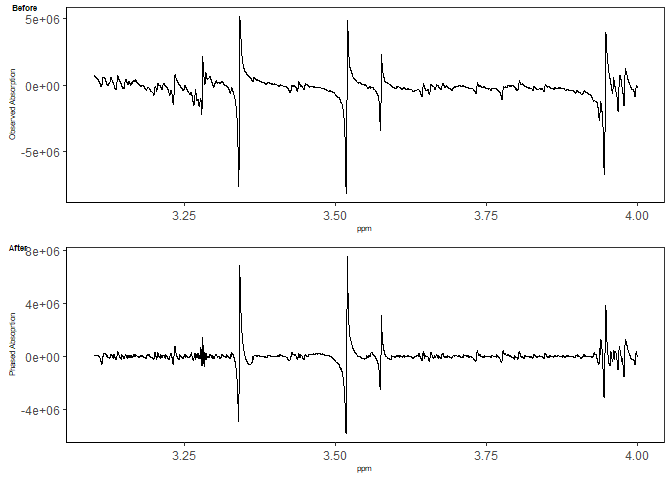 Before
5e+06
0e+00
-5e+06
Observed Absorption
3.25 3.50 3.75 4.00
ppm
After
8e+06
4e+06
0e+00
-4e+06
Phased Absorption
3.25 3.50 3.75 4.00
ppm